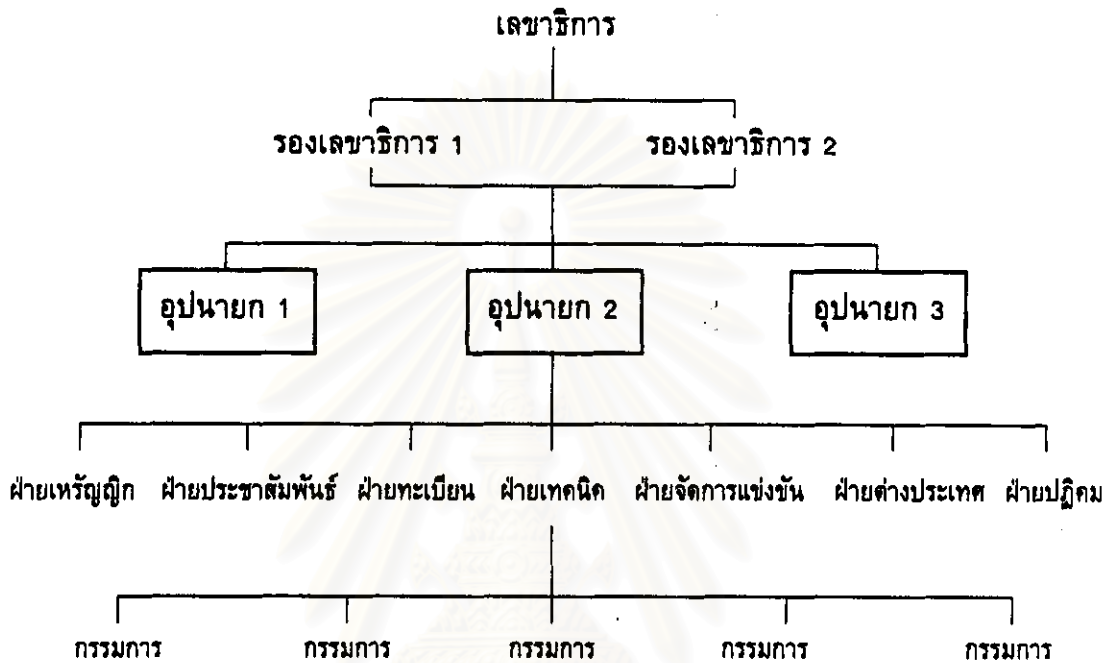 เลขาธิการ
รองเลขาธิการ 1 รองเลขาธิการ 2
อุปนายก 1 อุปนายก 2 อุปนายก 3
ฝ่ายเหรัญญิก ฝ่ายประชาสัมพันธ์ ฝ่ายทะเบียน ฝ่ายเทคนิค ฝ่ายจัดการแข่งขัน ฝ่ายต่างประเทศ ฝ่ายปฏิคม
กรรมการ กรรมการ กรรมการ กรรมการ กรรมการ